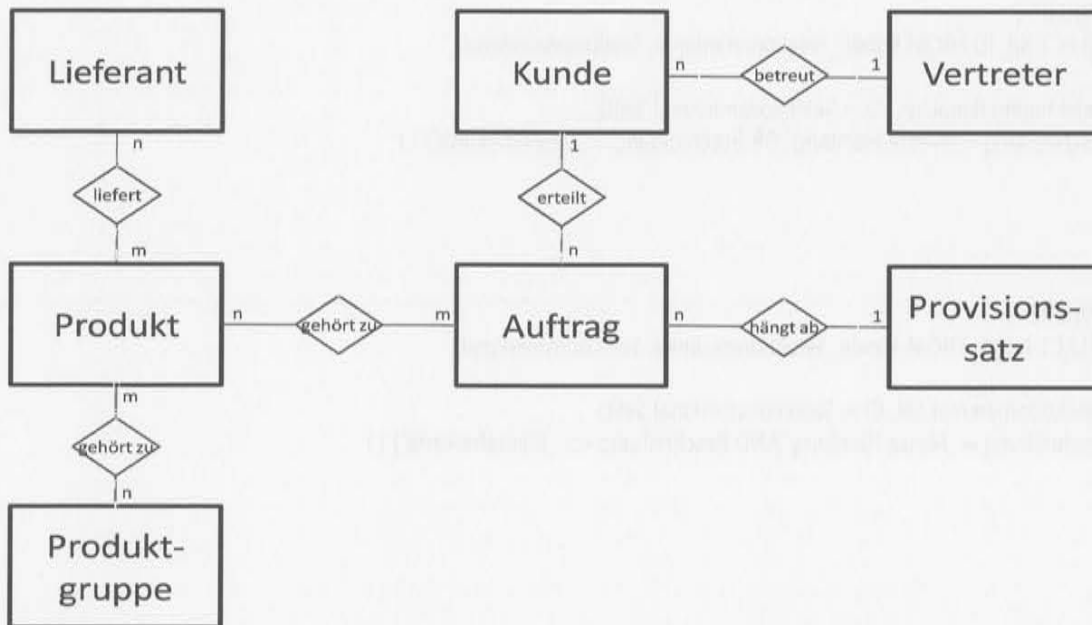 Lieferant
Kunde
n
betreut
1
Vertreter
n
1
liefert
erteilt
m
n
Produkt
n
gehört zu
m
Auftrag
n
hängt ab
1
Provisions-
satz
m
gehört zu
n
Produkt-
gruppe